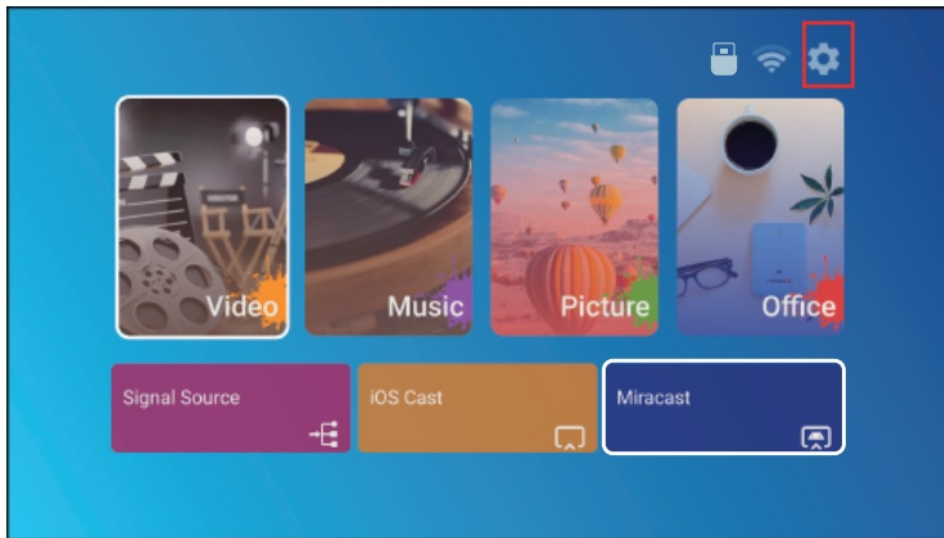 Video
Music
Picture
Office
Signal Source
iOS Cast
Miracast